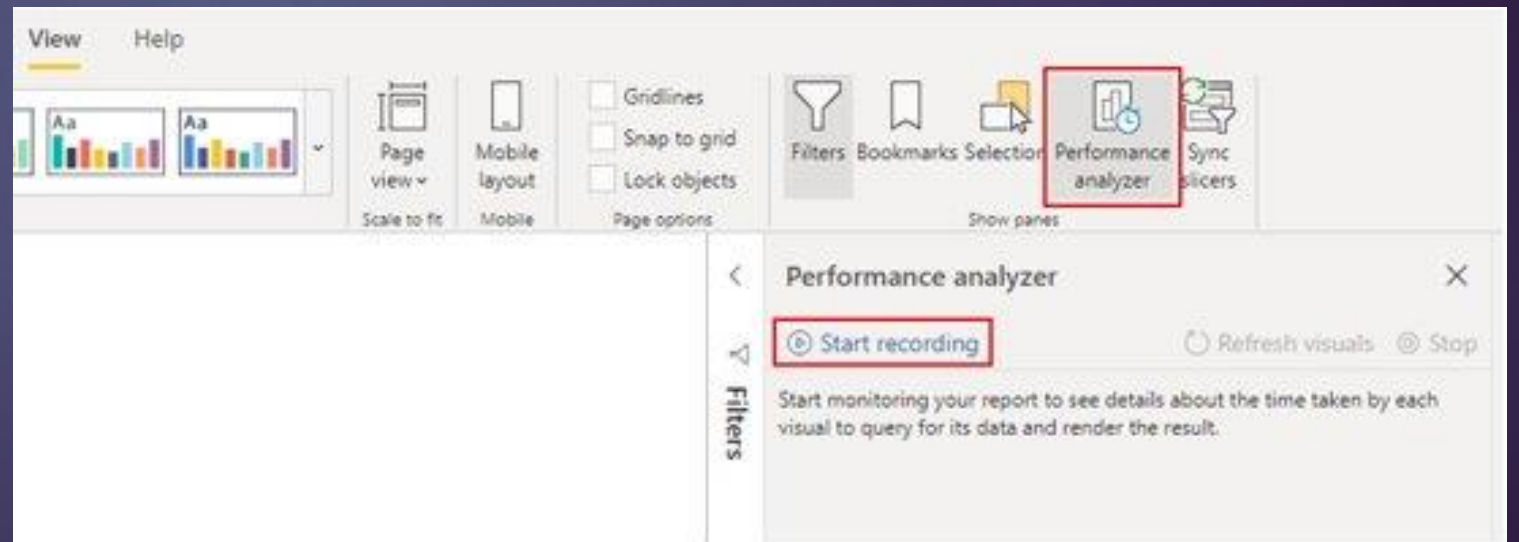 View Help
Aa Aa
Gridlines
Snap to grid
Lock objects
Page view
Mobile layout
Filters Bookmarks Selection Performance analyzer Sync slicers
Scale to fit Mobile Page options Show panes
Performance analyzer
Start recording Refresh visuals Stop
Filters
Start monitoring your report to see details about the time taken by each
visual to query for its data and render the result.